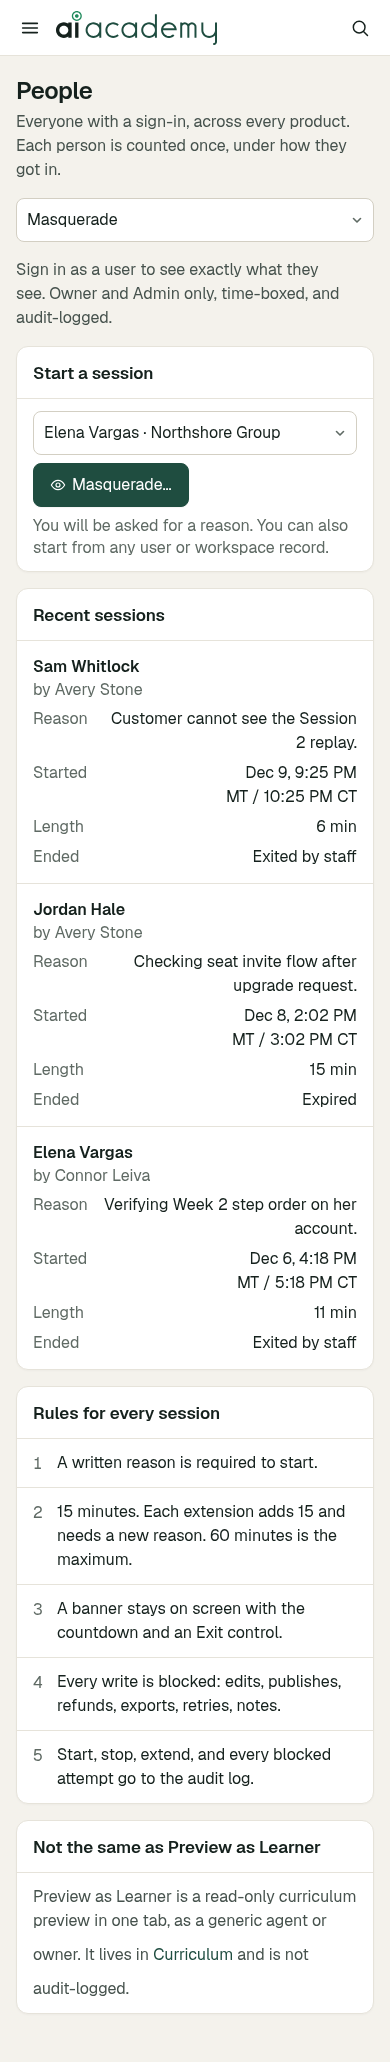 ai academy
People
Everyone with a sign-in, across every product.
Each person is counted once, under how they
got in.
Masquerade
Sign in as a user to see exactly what they
see. Owner and Admin only, time-boxed, and
audit-logged.
Start a session
Elena Vargas · Northshore Group
Masquerade...
You will be asked for a reason. You can also
start from any user or workspace record.
Recent sessions
Sam Whitlock
by Avery Stone
Reason Customer cannot see the Session
2 replay.
Started Dec 9, 9:25 PM
MT / 10:25 PM CT
Length 6 min
Ended Exited by staff
Jordan Hale
by Avery Stone
Reason Checking seat invite flow after
upgrade request.
Started Dec 8, 2:02 PM
MT / 3:02 PM CT
Length 15 min
Ended Expired
Elena Vargas
by Connor Leiva
Reason Verifying Week 2 step order on her
account.
Started Dec 6, 4:18 PM
MT / 5:18 PM CT
Length 11 min
Ended Exited by staff
Rules for every session
1 A written reason is required to start.
2 15 minutes. Each extension adds 15 and
needs a new reason. 60 minutes is the
maximum.
3 A banner stays on screen with the
countdown and an Exit control.
4 Every write is blocked: edits, publishes,
refunds, exports, retries, notes.
5 Start, stop, extend, and every blocked
attempt go to the audit log.
Not the same as Preview as Learner
Preview as Learner is a read-only curriculum
preview in one tab, as a generic agent or
owner. It lives in Curriculum and is not
audit-logged.